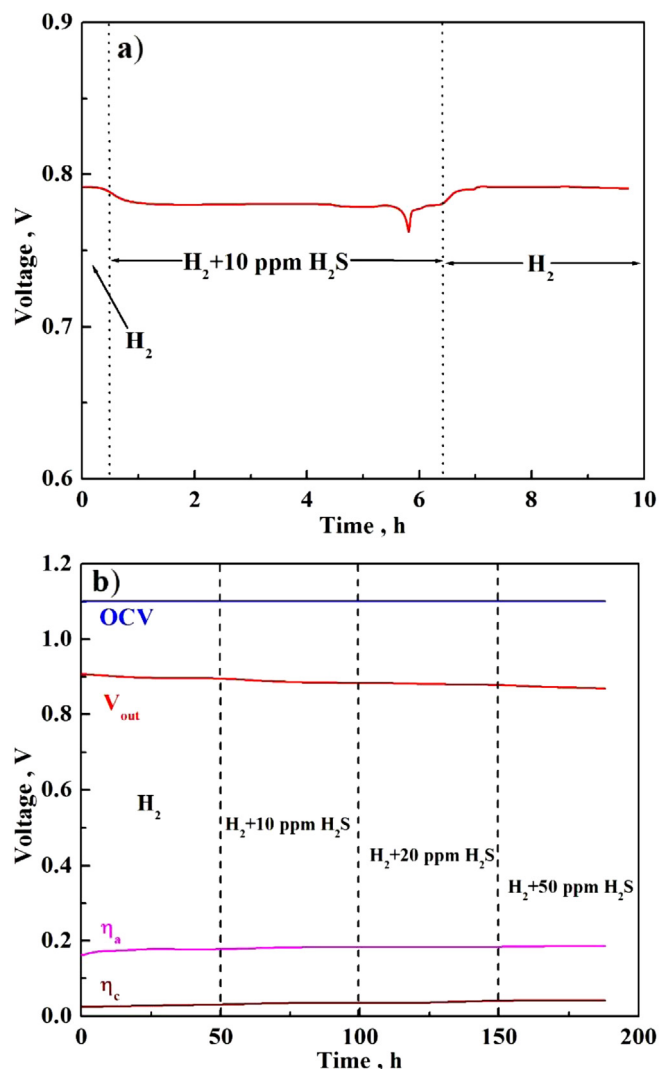 a)
0.9
0.8
0.7
0.6
Voltage , V
H₂+10 ppm H₂S
H₂
H₂
0 2 4 6 8 10
Time , h
b)
1.2
1.0
0.8
0.6
0.4
0.2
0.0
Voltage , V
OCV
V_out
H₂
H₂+10 ppm H₂S
H₂+20 ppm H₂S
H₂+50 ppm H₂S
η_a
η_c
0 50 100 150 200
Time , h